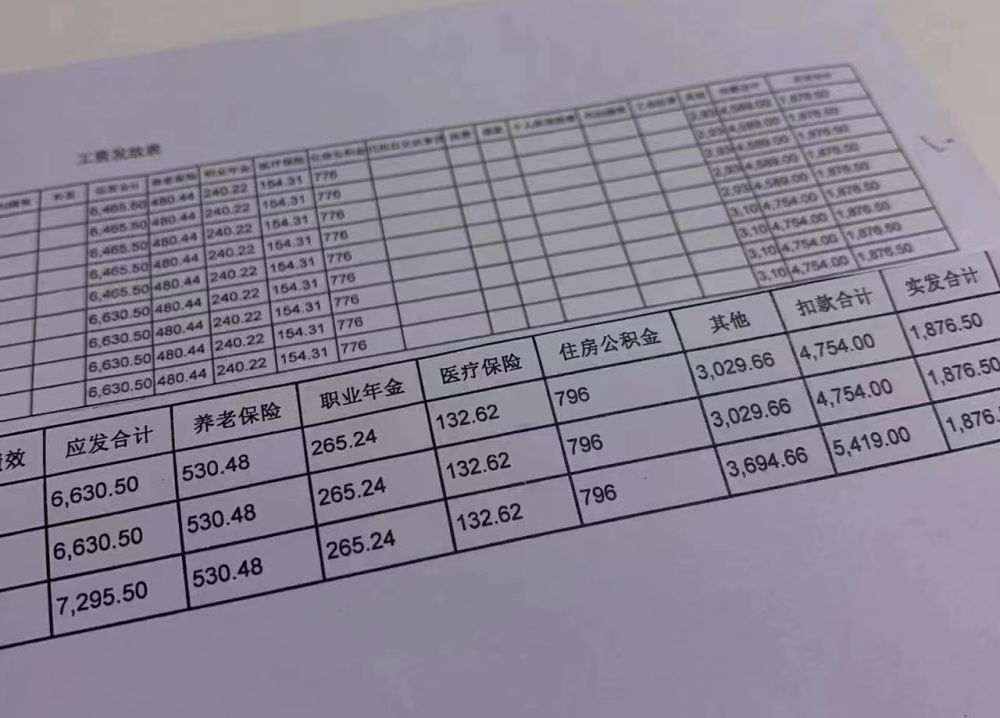 工资发放表
补发 应发合计 养老保险 职业年金 医疗保险 住房公积金 其他 扣款合计 实发合计
6,465.50 480.44 240.22 154.31 776 2,93 4,589.00 1,876.50
6,465.50 480.44 240.22 154.31 776 2,93 4,589.00 1,876.50
6,465.50 480.44 240.22 154.31 776 2,93 4,589.00 1,876.50
6,465.50 480.44 240.22 154.31 776 2,93 4,589.00 1,876.50
6,630.50 480.44 240.22 154.31 776 3,10 4,754.00 1,876.50
6,630.50 480.44 240.22 154.31 776 3,10 4,754.00 1,876.50
6,630.50 480.44 240.22 154.31 776 3,10 4,754.00 1,876.50
6,630.50 480.44 240.22 154.31 776 3,10 4,754.00 1,876.50
绩效 应发合计 养老保险 职业年金 医疗保险 住房公积金 其他 扣款合计 实发合计
6,630.50 530.48 265.24 132.62 796 3,029.66 4,754.00 1,876.50
6,630.50 530.48 265.24 132.62 796 3,029.66 4,754.00 1,876.50
7,295.50 530.48 265.24 132.62 796 3,694.66 5,419.00 1,876.